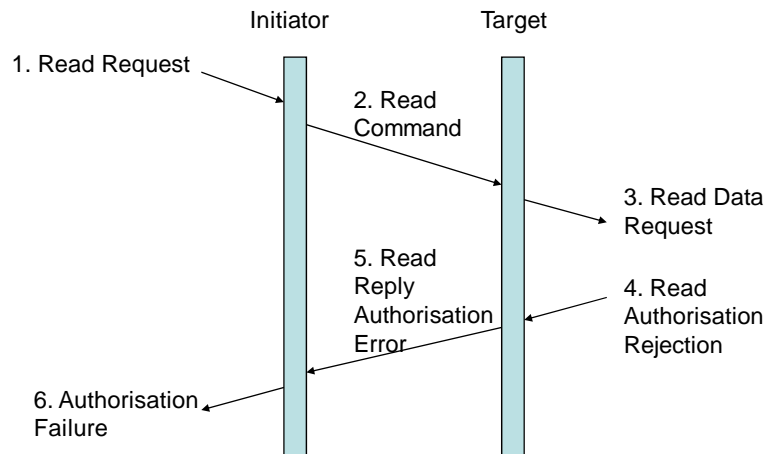 Initiator
Target
1. Read Request
2. Read
Command
3. Read Data
Request
4. Read
Authorisation
Rejection
5. Read
Reply
Authorisation
Error
6. Authorisation
Failure